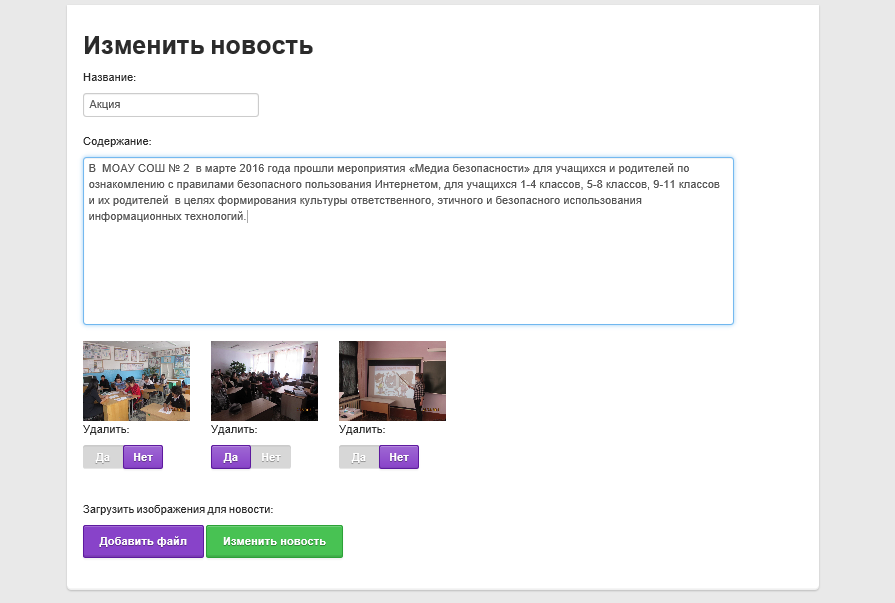 Изменить новость
Название:
Акция
Содержание:
В  МОАУ СОШ № 2  в марте 2016 года прошли мероприятия «Медиа безопасности» для учащихся и родителей по
ознакомлению с правилами безопасного пользования Интернетом, для учащихся 1-4 классов, 5-8 классов, 9-11 классов
и их родителей  в целях формирования культуры ответственного, этичного и безопасного использования
информационных технологий.
Удалить: Удалить: Удалить:
Да Нет Да Нет Да Нет
Загрузить изображения для новости:
Добавить файл Изменить новость